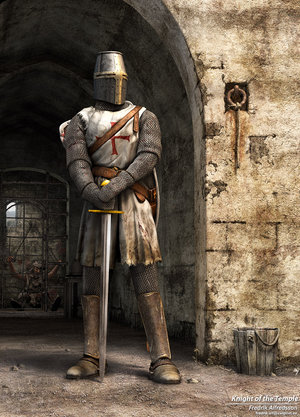 Knight of the Temple
Fredrik Alfredsson